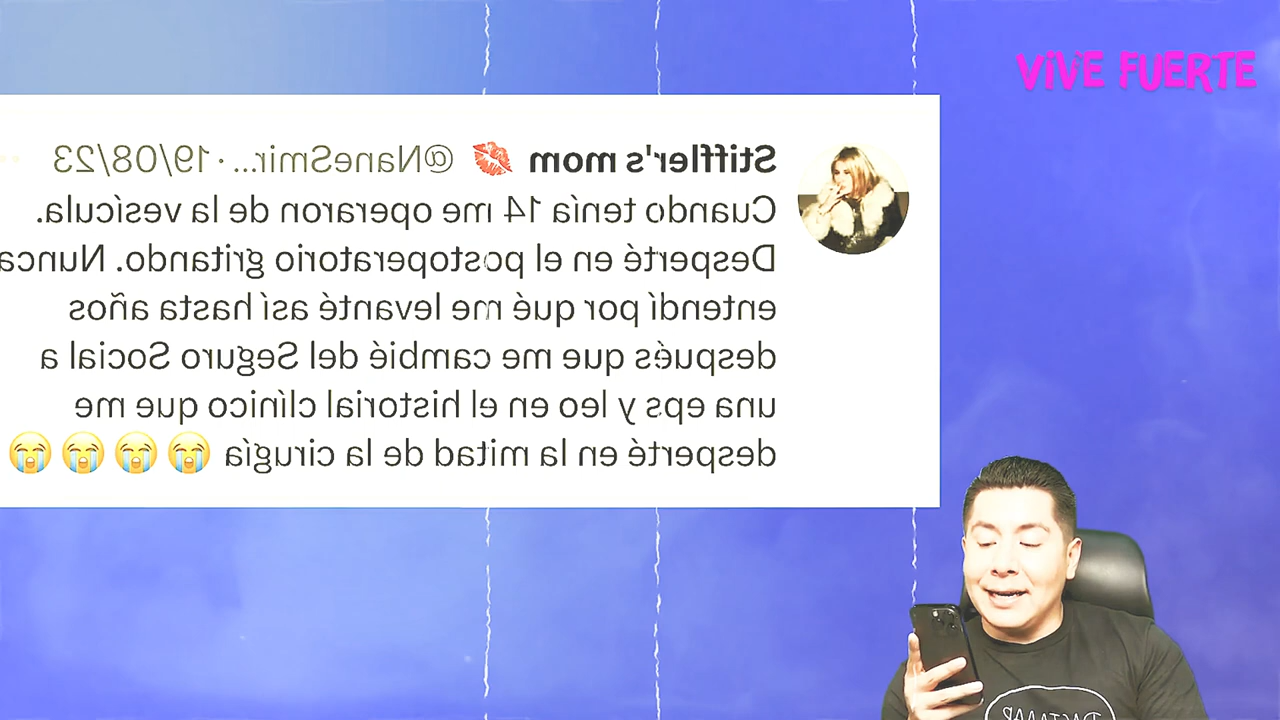 VIVE FUERTE
Stiffler's mom 💋 @NaneSmir... · 19/08/23
Cuando tenía 14 me operaron de la vesícula.
Desperté en el postoperatorio gritando. Nunca
entendí por qué me levanté así hasta años
después que me cambié del Seguro Social a
una eps y leo en el historial clínico que me
desperté en la mitad de la cirugía 😭😭😭😭